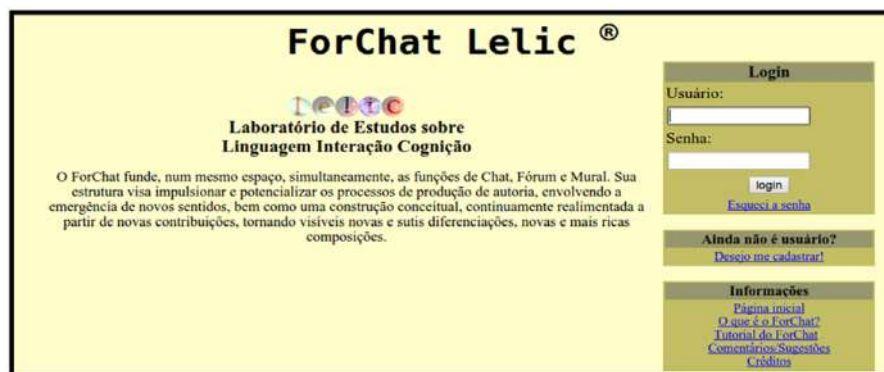 ForChat Lelic ®
lelic
Laboratório de Estudos sobre
Linguagem Interação Cognição
O ForChat funde, num mesmo espaço, simultaneamente, as funções de Chat, Fórum e Mural. Sua
estrutura visa impulsionar e potencializar os processos de produção de autoria, envolvendo a
emergência de novos sentidos, bem como uma construção conceitual, continuamente realimentada a
partir de novas contribuições, tornando visíveis novas e sutis diferenciações, novas e mais ricas
composições.
Login
Usuário:
Senha:
login
Esqueci a senha
Ainda não é usuário?
Desejo me cadastrar!
Informações
Página inicial
O que é o ForChat?
Tutorial do ForChat
Comentários/Sugestões
Créditos